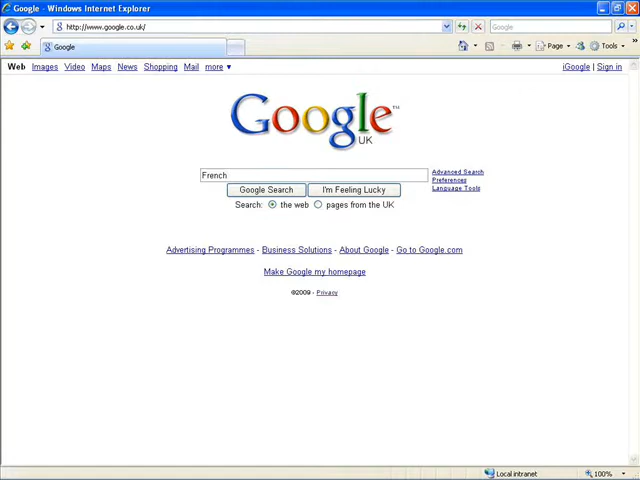 Google - Windows Internet Explorer
http://www.google.co.uk/
Google
Google
Page
Tools
Web Images Video Maps News Shopping Mail more ▼
iGoogle | Sign in
Google™
UK
French
Advanced Search
Preferences
Language Tools
Google Search I'm Feeling Lucky
Search: the web pages from the UK
Advertising Programmes - Business Solutions - About Google - Go to Google.com
Make Google my homepage
©2009 - Privacy
Local intranet 100%